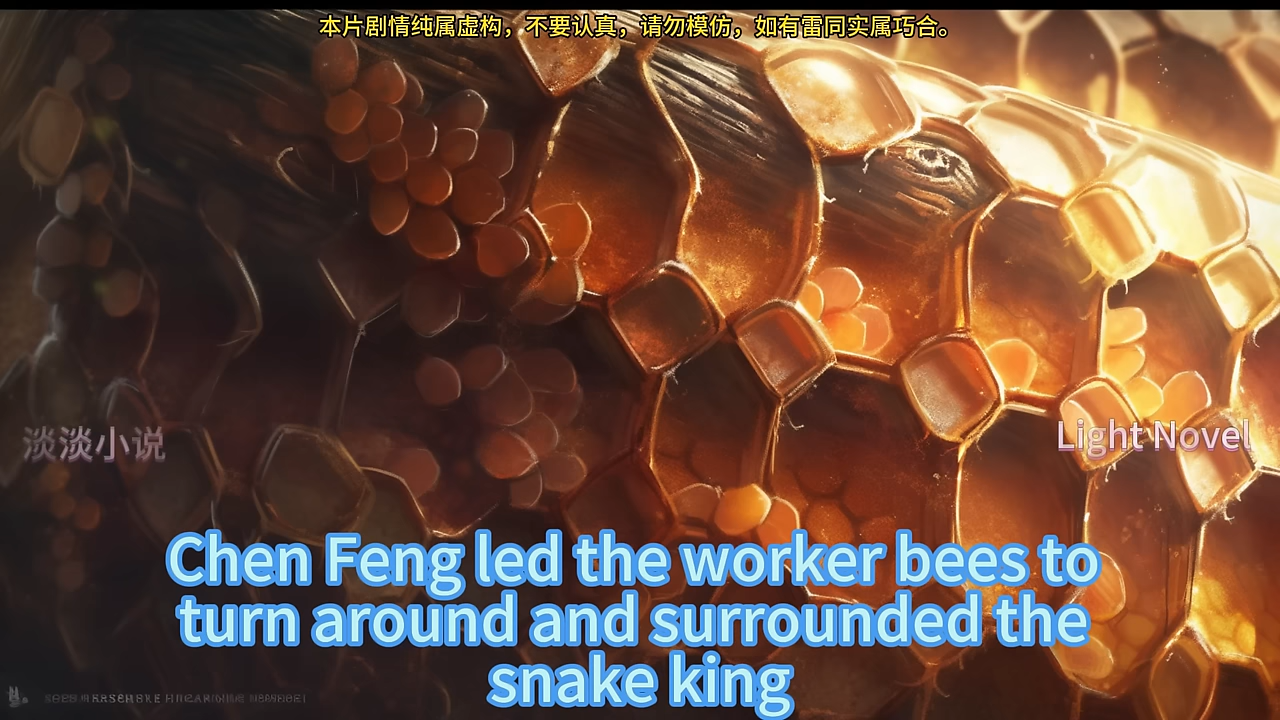 本片剧情纯属虚构，不要认真，请勿模仿，如有雷同实属巧合。
淡淡小说
Light Novel
Chen Feng led the worker bees to
turn around and surrounded the
snake king